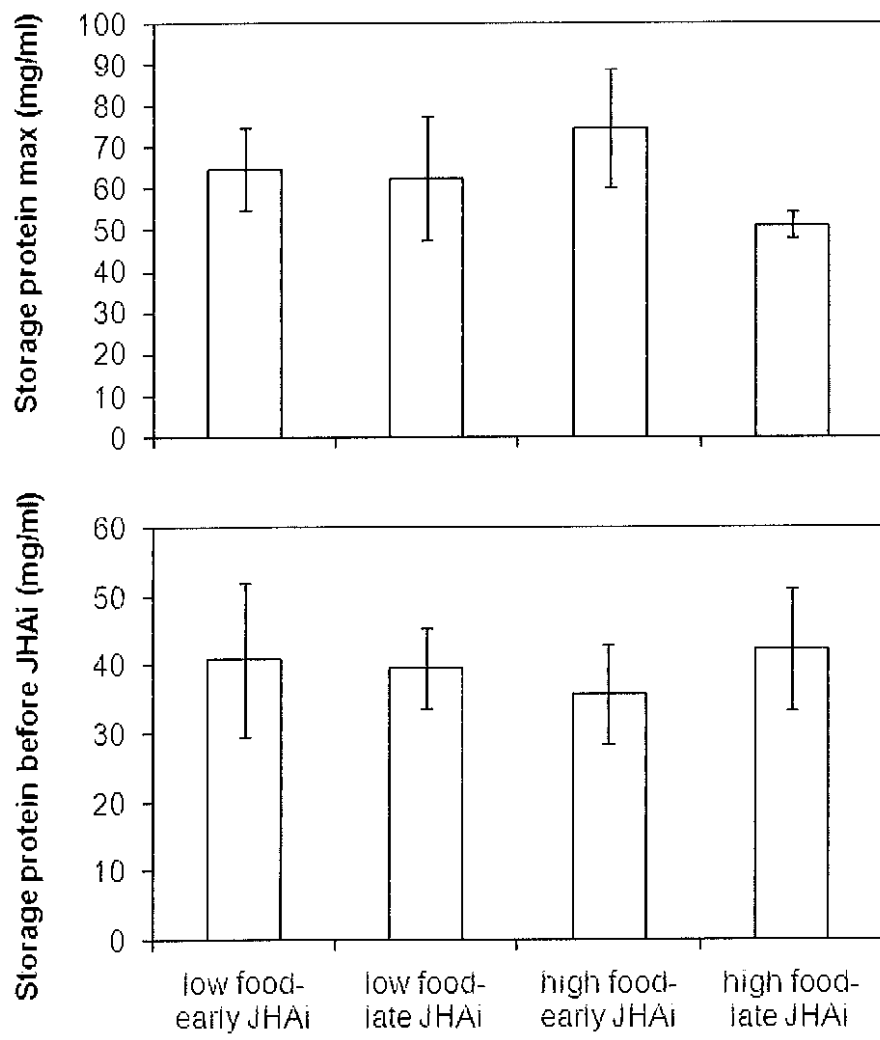 Storage protein max (mg/ml)
100
90
80
70
60
50
40
30
20
10
0
Storage protein before JHAi (mg/ml)
60
50
40
30
20
10
0
low food-
early JHAi
low food-
late JHAi
high food-
early JHAi
high food-
late JHAi